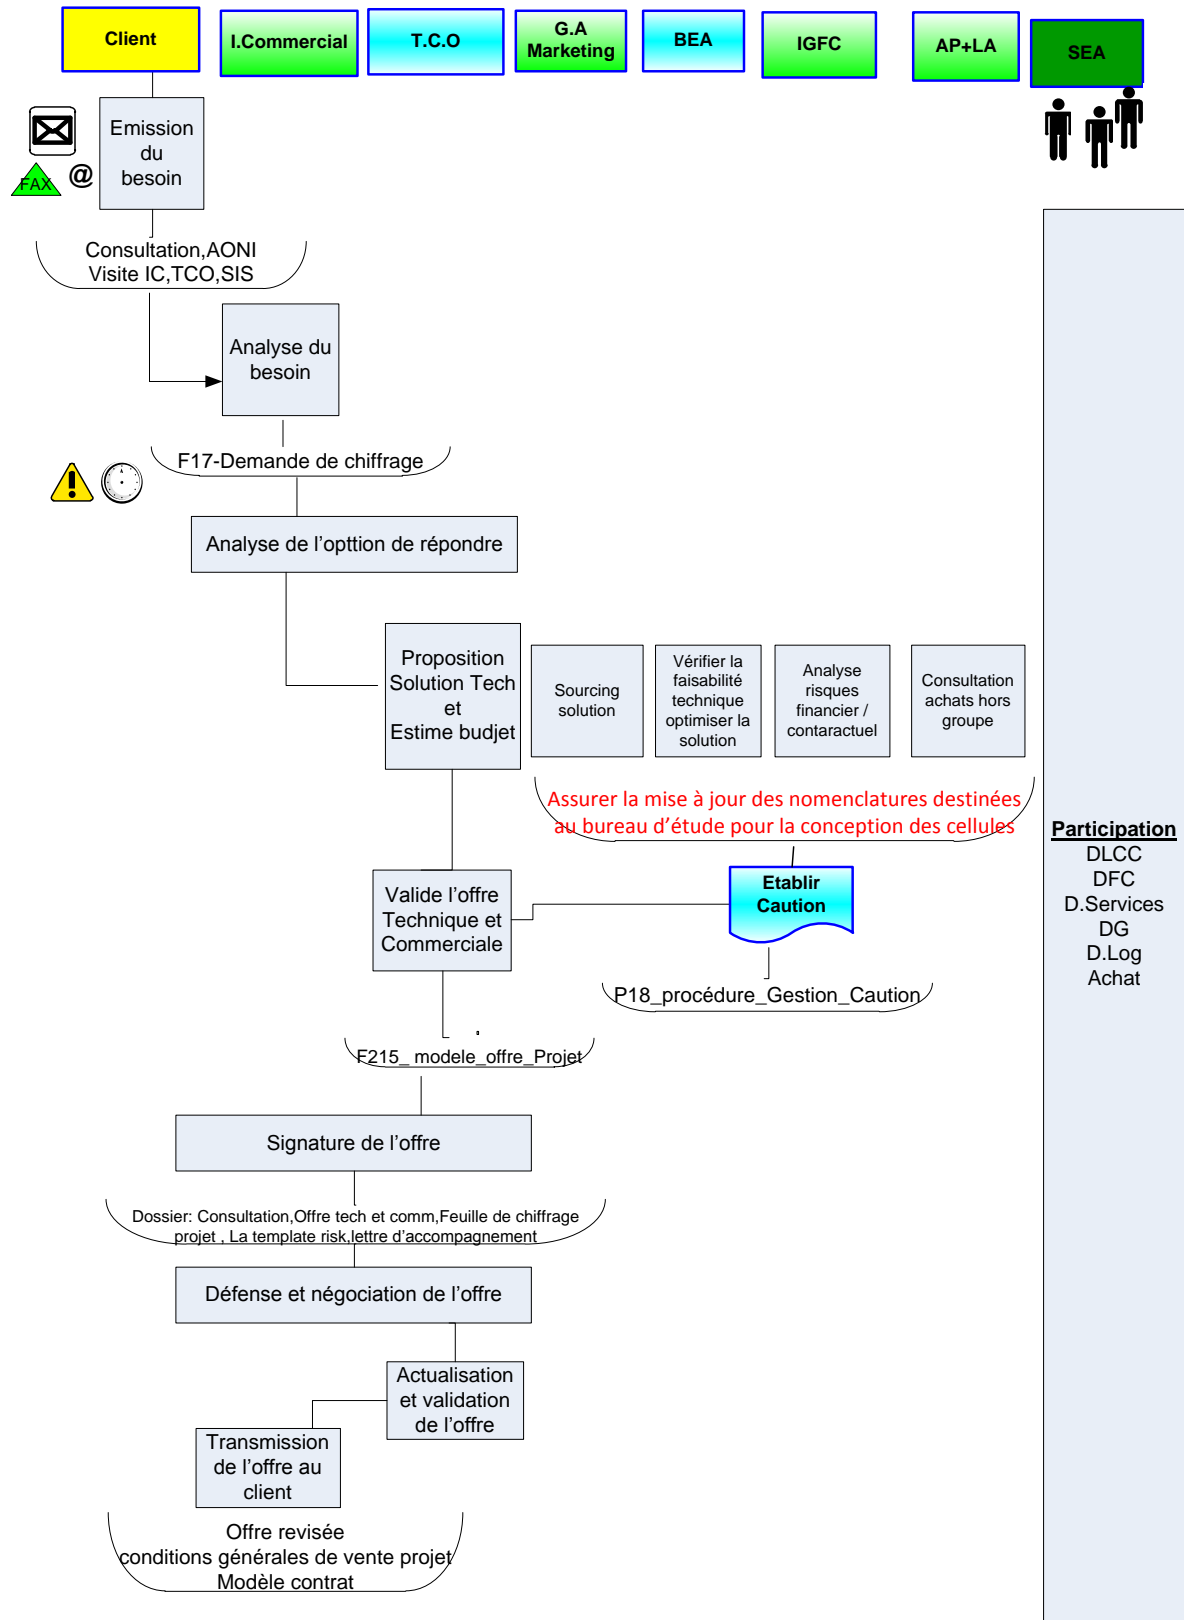 Client
I.Commercial
T.C.O
G.A
Marketing
BEA
IGFC
AP+LA
SEA
Emission
du
besoin
FAX
@
Consultation,AONI
Visite IC,TCO,SIS
Analyse du
besoin
F17-Demande de chiffrage
Analyse de l’opttion de répondre
Proposition
Solution Tech
et
Estime budjet
Sourcing
solution
Vérifier la
faisabilité
technique
optimiser la
solution
Analyse
risques
financier /
contaractuel
Consultation
achats hors
groupe
Assurer la mise à jour des nomenclatures destinées
au bureau d’étude pour la conception des cellules
Participation
DLCC
DFC
D.Services
DG
D.Log
Achat
Valide l’offre
Technique et
Commerciale
Etablir
Caution
P18_procédure_Gestion_Caution
F215_ modele_offre_Projet
Signature de l’offre
Dossier: Consultation,Offre tech et comm,Feuille de chiffrage
projet , La template risk,lettre d’accompagnement
Défense et négociation de l’offre
Actualisation
et validation
de l’offre
Transmission
de l’offre au
client
Offre revisée
conditions générales de vente projet
Modèle contrat